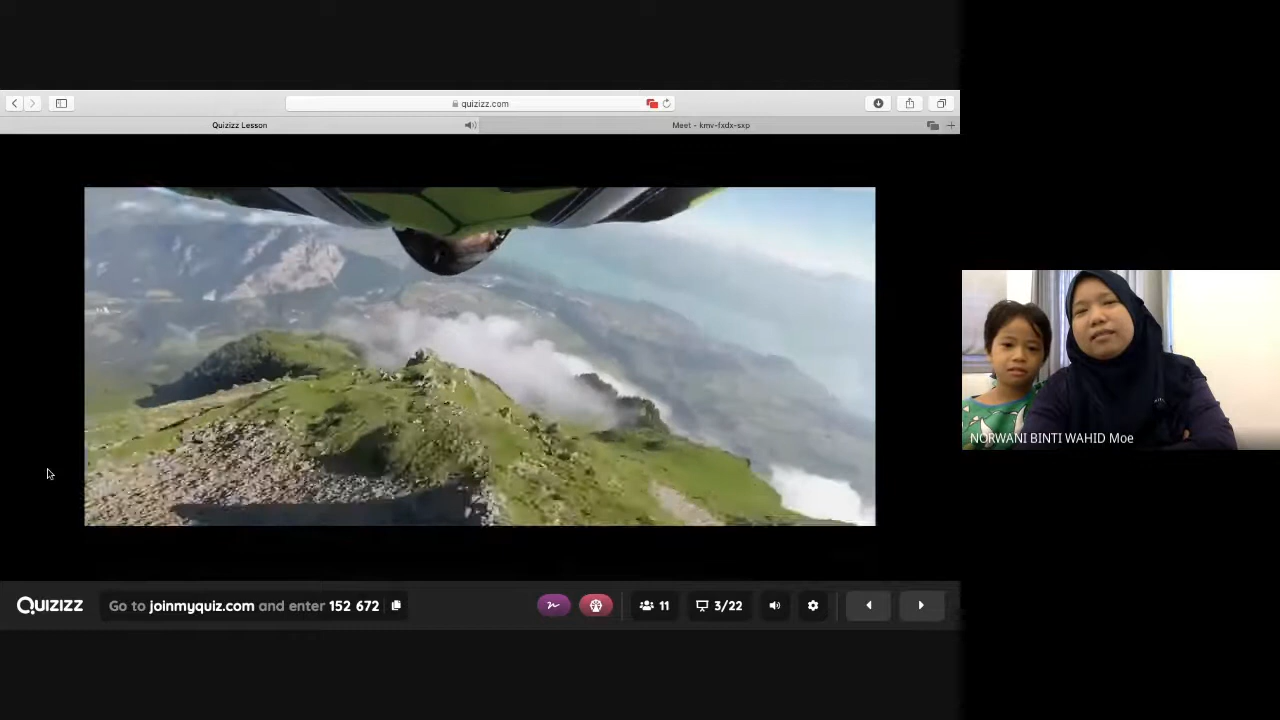 quizizz.com
Quizizz Lesson
Meet - kmv-fxdx-sxp
NORWANI BINTI WAHID Moe
QUIZIZZ
Go to joinmyquiz.com and enter 152 672
11
3/22